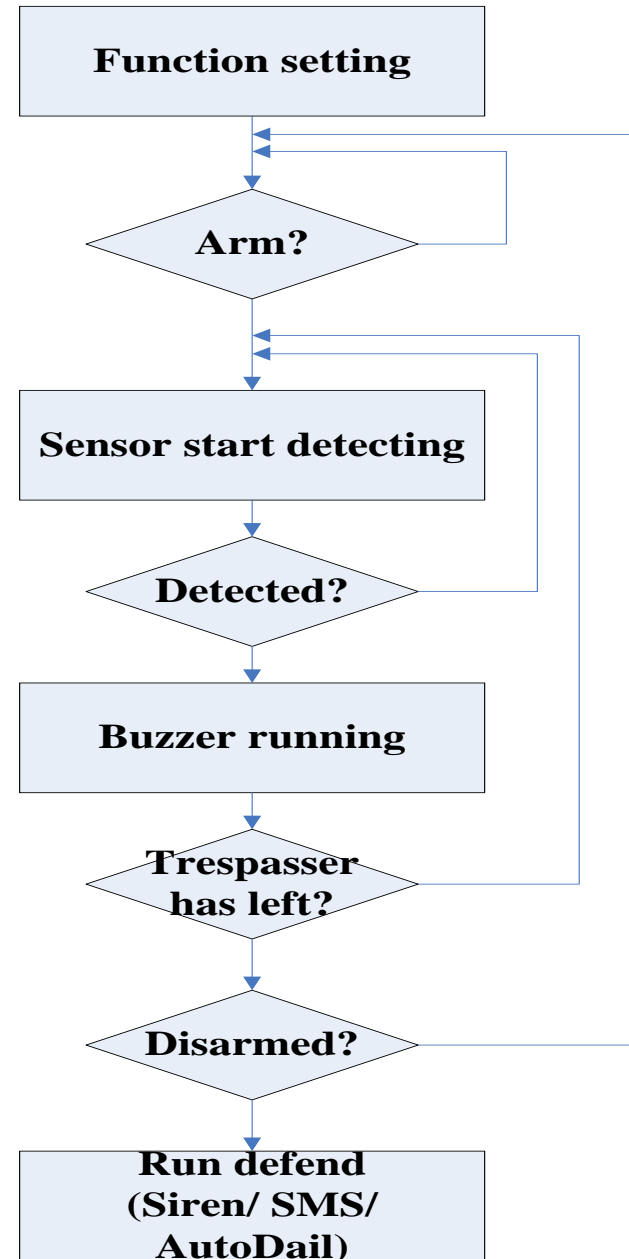 Function setting
Arm?
Sensor start detecting
Detected?
Buzzer running
Trespasser
has left?
Disarmed?
Run defend
(Siren/ SMS/
AutoDail)